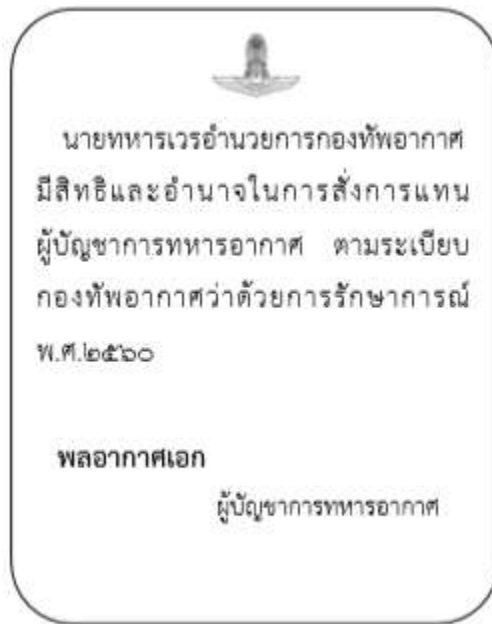 นายทหารเวรอำนวยการกองทัพอากาศ
มีสิทธิและอำนาจในการสั่งการแทน
ผู้บัญชาการทหารอากาศ ตามระเบียบ
กองทัพอากาศว่าด้วยการรักษาการณ์
พ.ศ.๒๕๖๐
พลอากาศเอก
ผู้บัญชาการทหารอากาศ